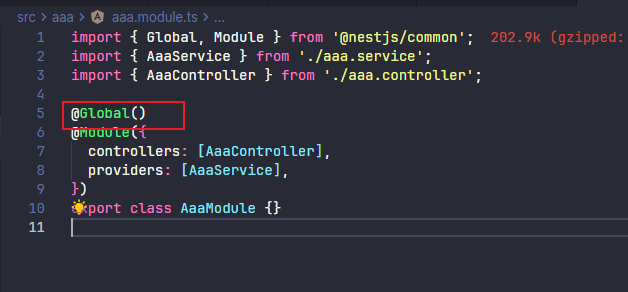 src > aaa > aaa.module.ts > ...
1 import { Global, Module } from '@nestjs/common'; 202.9k (gzipped:
2 import { AaaService } from './aaa.service';
3 import { AaaController } from './aaa.controller';
4
5 @Global()
6 @Module({
7 controllers: [AaaController],
8 providers: [AaaService],
9 })
10 export class AaaModule {}
11